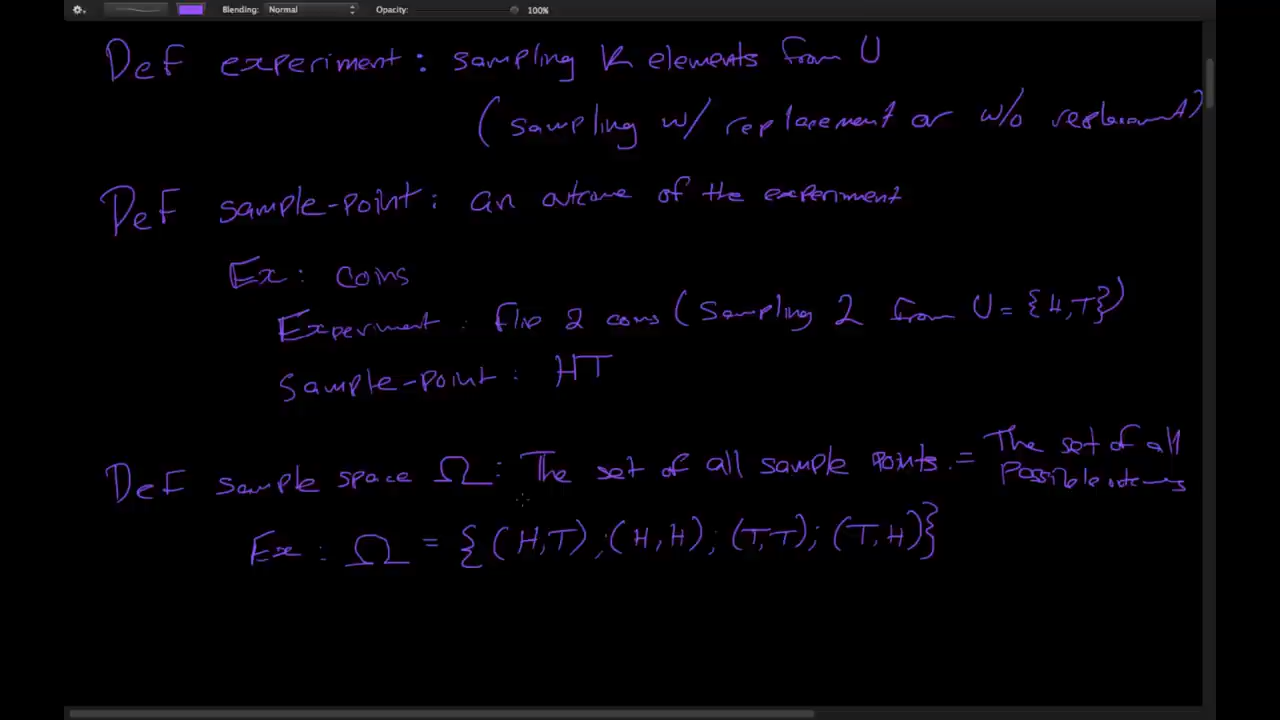 Blending: Normal Opacity: 100%
DeF experiment: sampling K elements from U
(sampling w/ replacement or w/o replacement)
DeF sample-point: an outcome of the experiment
Ex: coins
Experiment: flip 2 coins (Sampling 2 from U = {H,T})
Sample-point: HT
DeF sample space Ω: The set of all sample points. = The set of all
Possible outcomes
Ex: Ω = {(H,T);(H,H);(T,T);(T,H)}